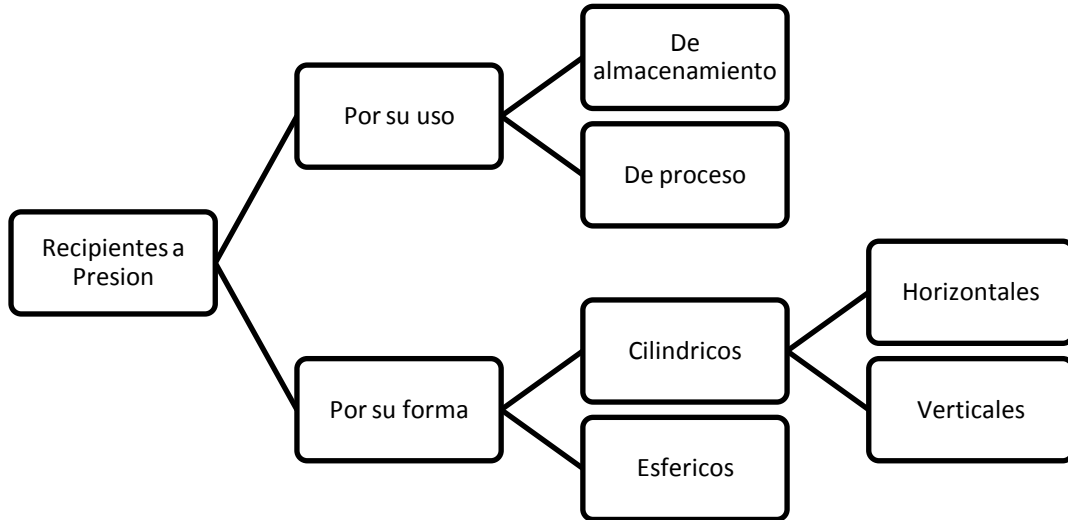 Recipientes a
Presion
Por su uso
De
almacenamiento
De proceso
Por su forma
Cilindricos
Horizontales
Verticales
Esfericos